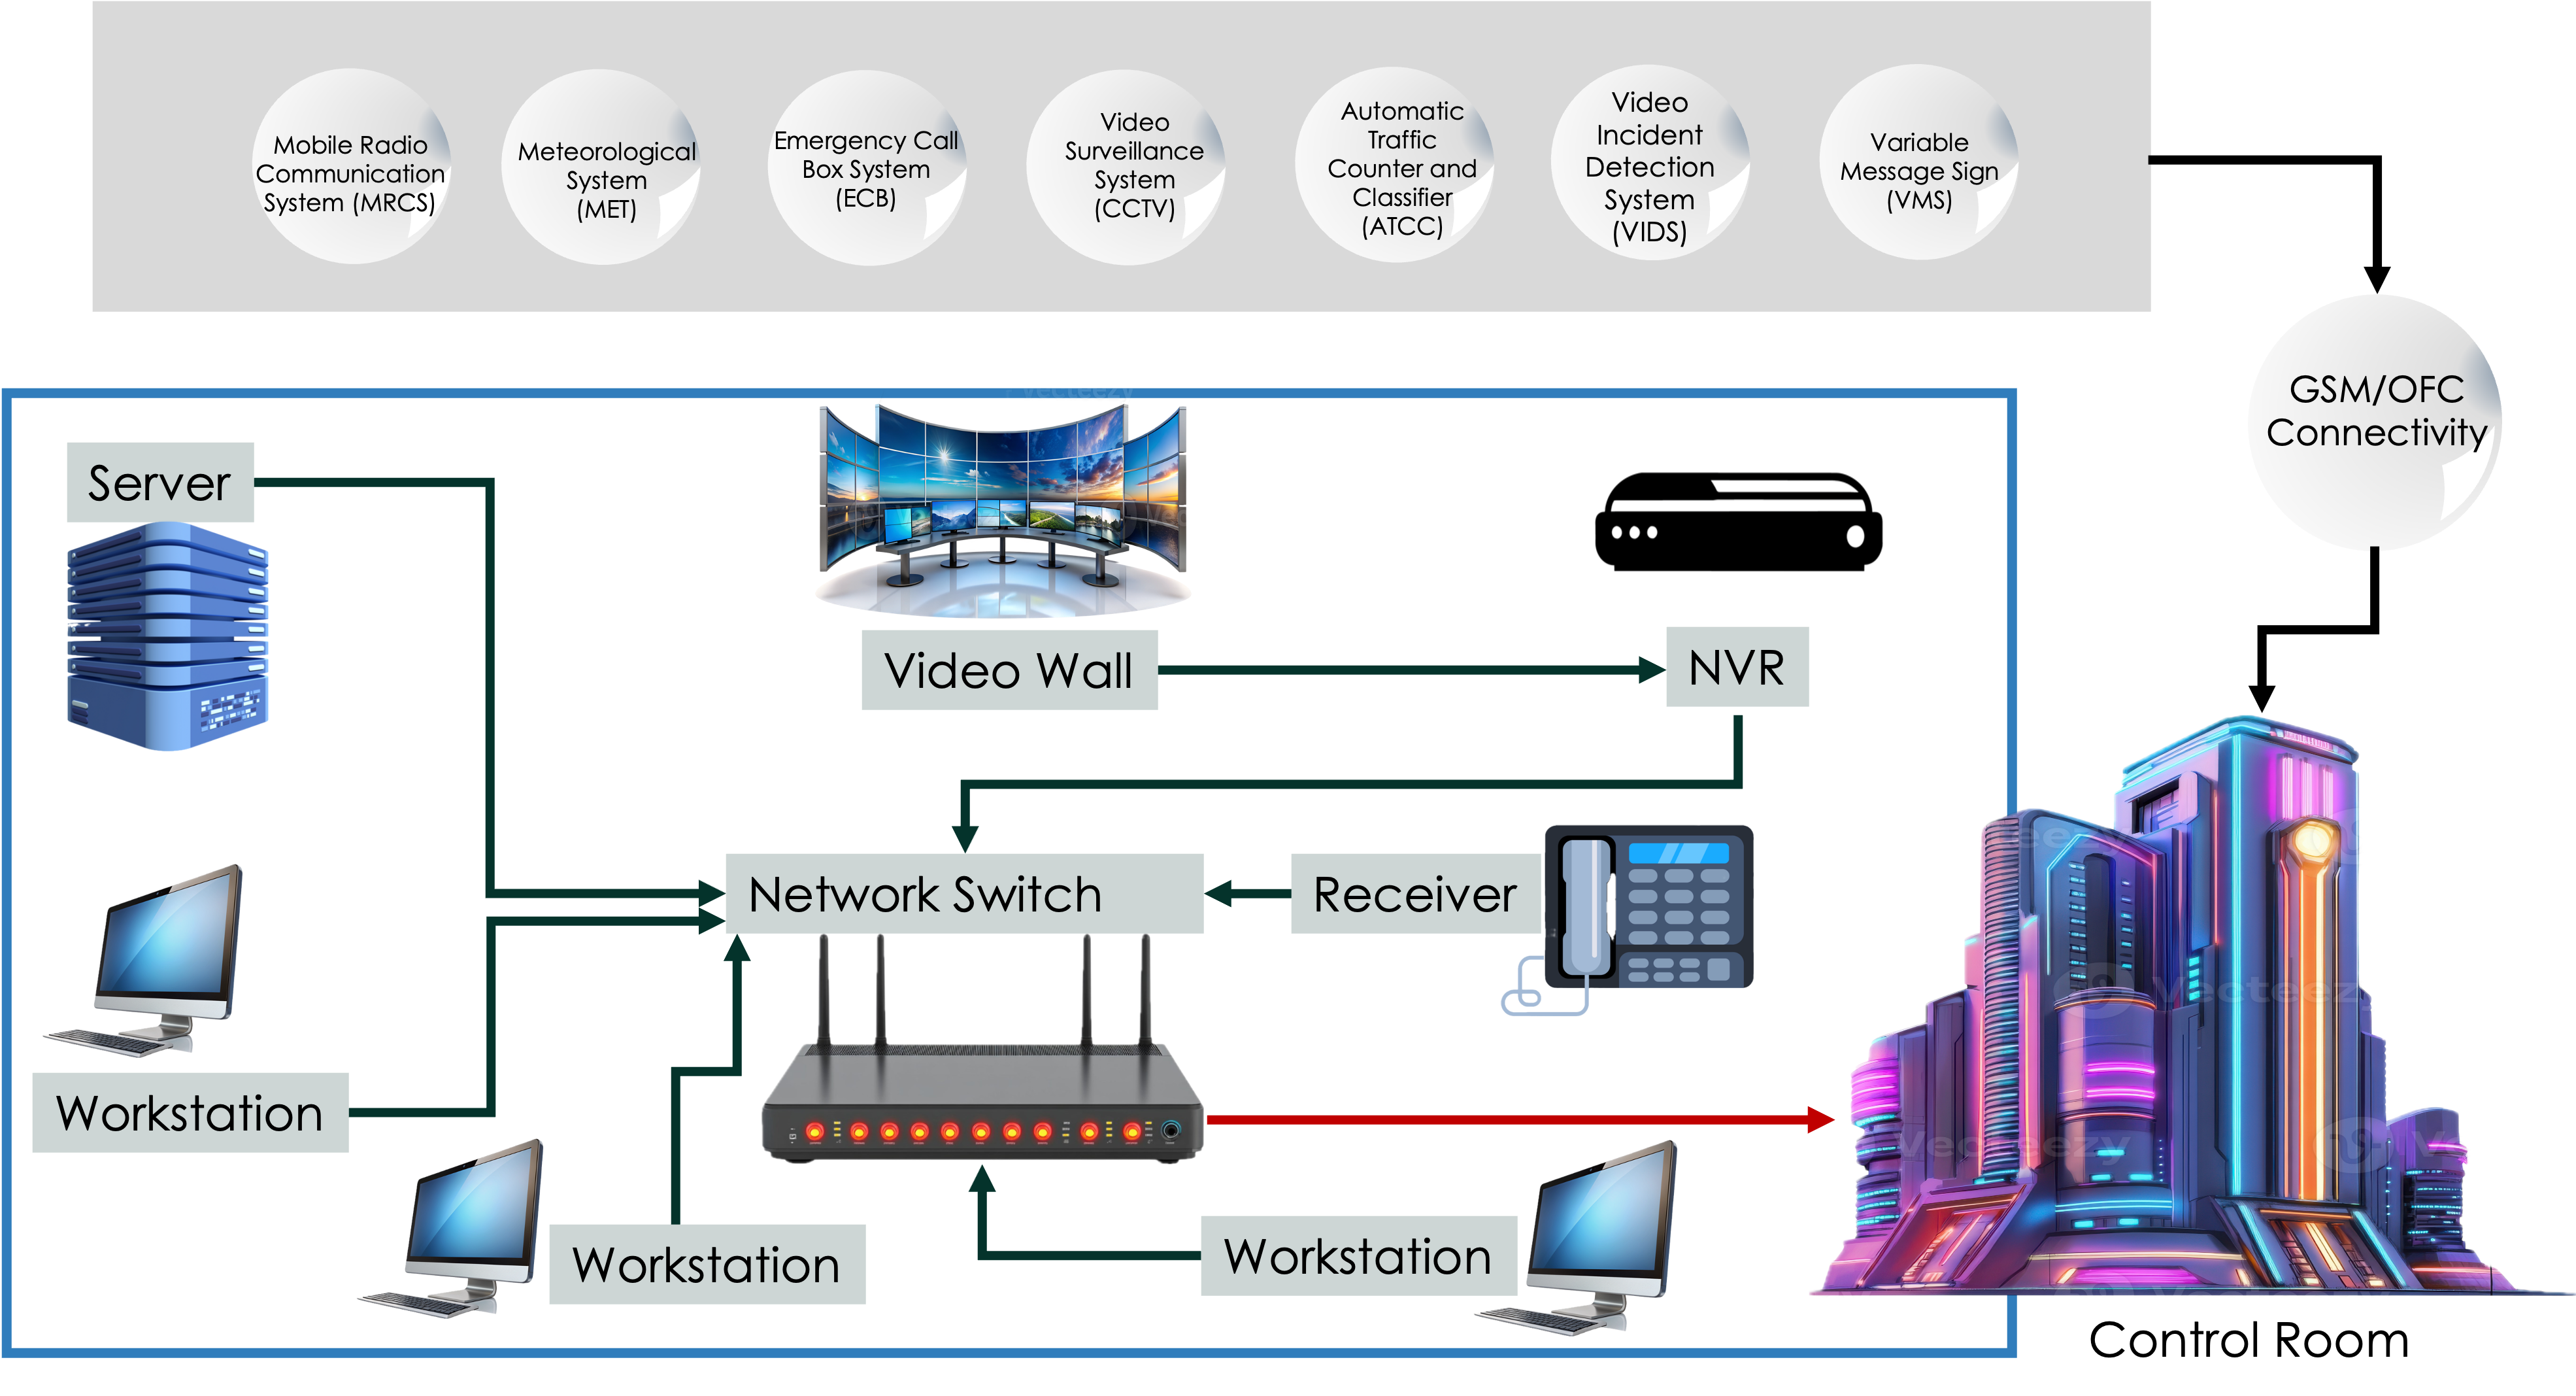 Mobile Radio
Communication
System (MRCS)
Meteorological
System
(MET)
Emergency Call
Box System
(ECB)
Video
Surveillance
System
(CCTV)
Automatic
Traffic
Counter and
Classifier
(ATCC)
Video
Incident
Detection
System
(VIDS)
Variable
Message Sign
(VMS)
GSM/OFC
Connectivity
Server
Video Wall
NVR
Network Switch
Receiver
Workstation
Workstation
Workstation
Control Room
Vecteezy